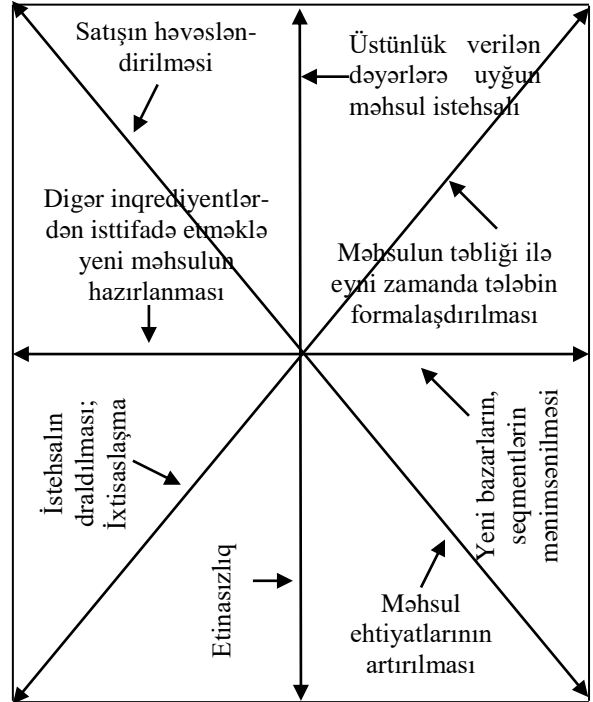 Satışın həvəslən-
dirilməsi
Üstünlük verilən
dəyərlərə uyğun
məhsul istehsalı
Digər inqrediyentlər-
dən isttifadə etməklə
yeni məhsulun
hazırlanması
Məhsulun təbliği ilə
eyni zamanda tələbin
formalaşdırılması
İstehsalın
draldılması;
İxtisaslaşma
Yeni bazarların,
seqmentlərin
mənimsənilməsi
Etinasızlıq
Məhsul
ehtiyatlarının
artırılması